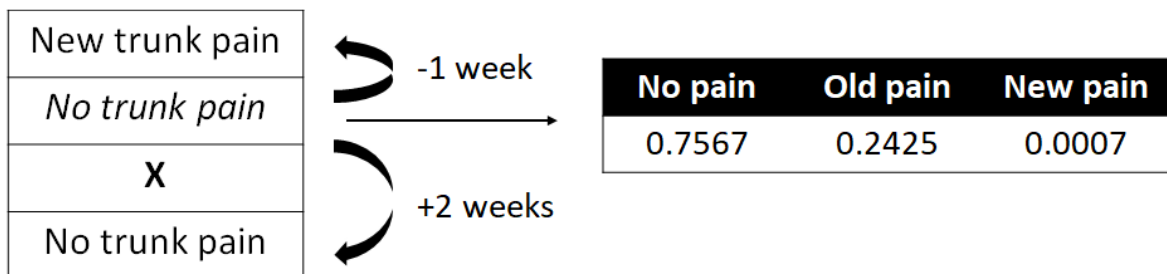 New trunk pain
No trunk pain
X
No trunk pain
-1 week
+2 weeks
No pain Old pain New pain
0.7567 0.2425 0.0007